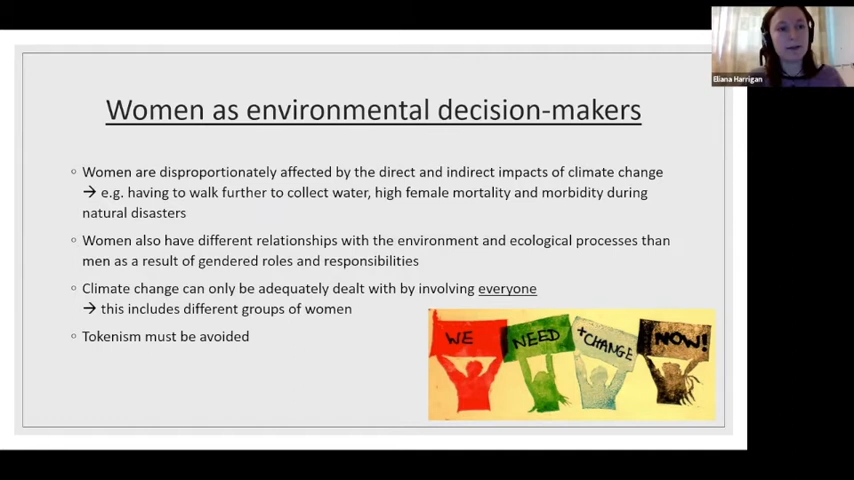 Eliana Harrigan
Women as environmental decision-makers
◦ Women are disproportionately affected by the direct and indirect impacts of climate change
→ e.g. having to walk further to collect water, high female mortality and morbidity during
natural disasters
◦ Women also have different relationships with the environment and ecological processes than
men as a result of gendered roles and responsibilities
◦ Climate change can only be adequately dealt with by involving everyone
→ this includes different groups of women
◦ Tokenism must be avoided
WE NEED +CHANGE NOW!